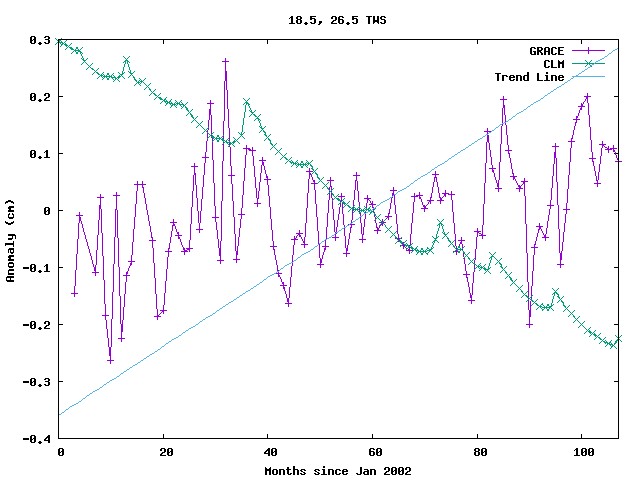 18.5, 26.5 TWS
GRACE
CLM
Trend Line
0.3
0.2
0.1
0
-0.1
-0.2
-0.3
-0.4
Anomaly (cm)
0 20 40 60 80 100
Months since Jan 2002